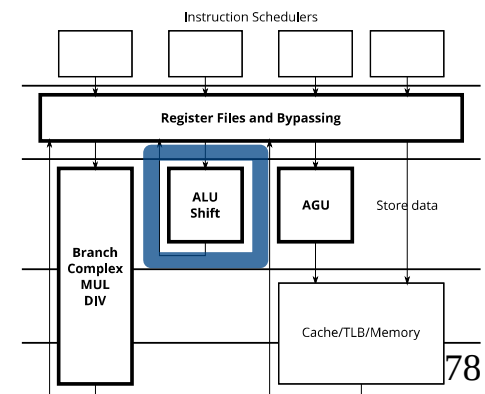 Instruction Schedulers
Register Files and Bypassing
ALU
Shift
AGU
Store data
Branch
Complex
MUL
DIV
Cache/TLB/Memory
78